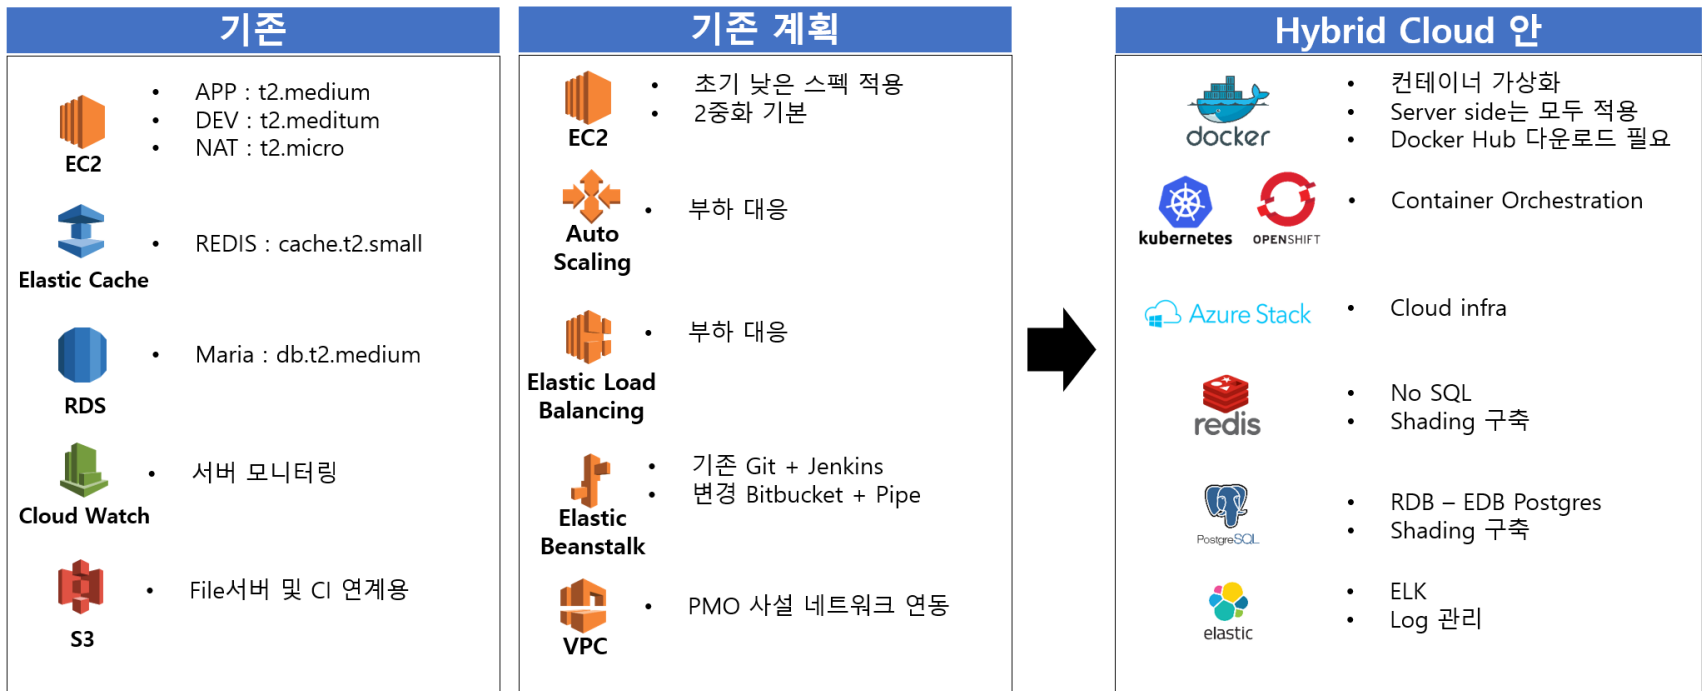 기존
EC2
APP : t2.medium
DEV : t2.meditum
NAT : t2.micro
Elastic Cache
REDIS : cache.t2.small
RDS
Maria : db.t2.medium
Cloud Watch
서버 모니터링
S3
File서버 및 CI 연계용
기존 계획
EC2
초기 낮은 스펙 적용
2중화 기본
Auto
Scaling
부하 대응
Elastic Load
Balancing
부하 대응
Elastic
Beanstalk
기존 Git + Jenkins
변경 Bitbucket + Pipe
VPC
PMO 사설 네트워크 연동
Hybrid Cloud 안
docker
컨테이너 가상화
Server side는 모두 적용
Docker Hub 다운로드 필요
kubernetes
OPENSHIFT
Container Orchestration
Azure Stack
Cloud infra
redis
No SQL
Shading 구축
PostgreSQL
RDB – EDB Postgres
Shading 구축
elastic
ELK
Log 관리